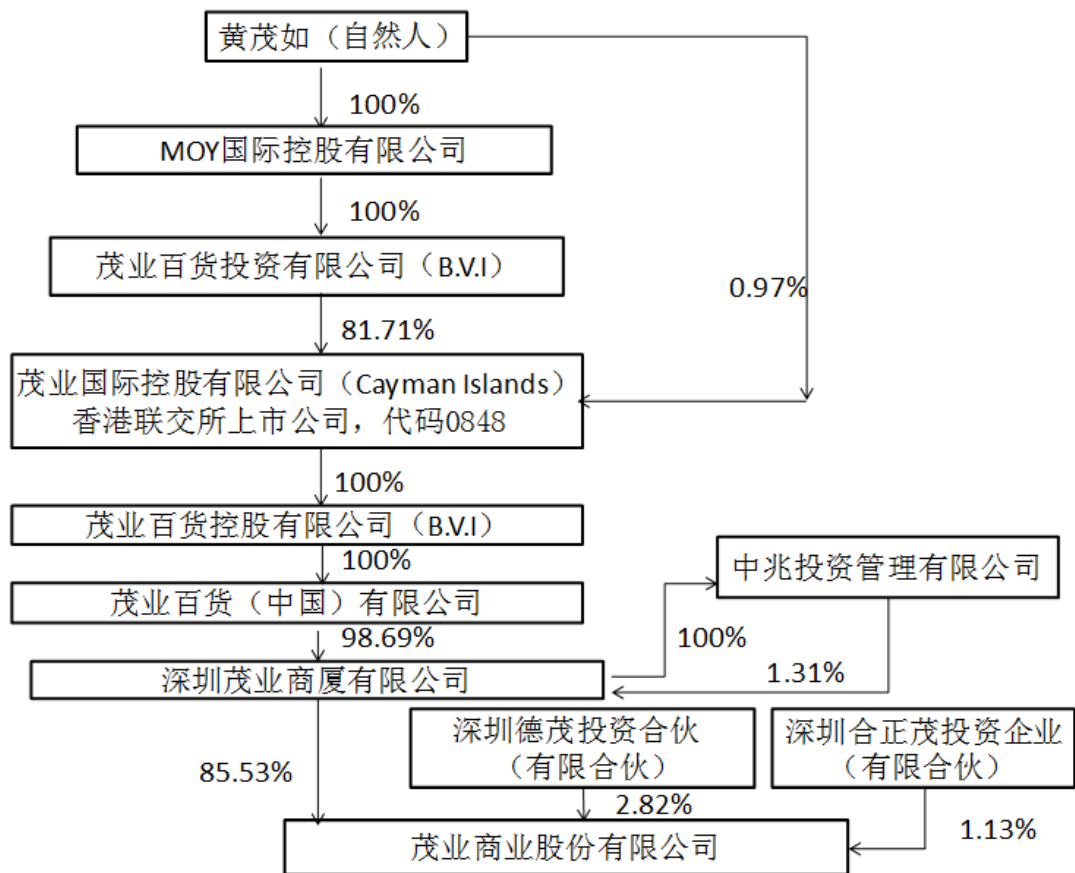 黄茂如（自然人）
100%
MOY国际控股有限公司
100%
茂业百货投资有限公司（B.V.I）
0.97%
81.71%
茂业国际控股有限公司（Cayman Islands）
香港联交所上市公司，代码0848
100%
茂业百货控股有限公司（B.V.I）
100%
中兆投资管理有限公司
茂业百货（中国）有限公司
98.69%
100%
1.31%
深圳茂业商厦有限公司
深圳德茂投资合伙
（有限合伙）
深圳合正茂投资企业
（有限合伙）
85.53%
2.82%
1.13%
茂业商业股份有限公司